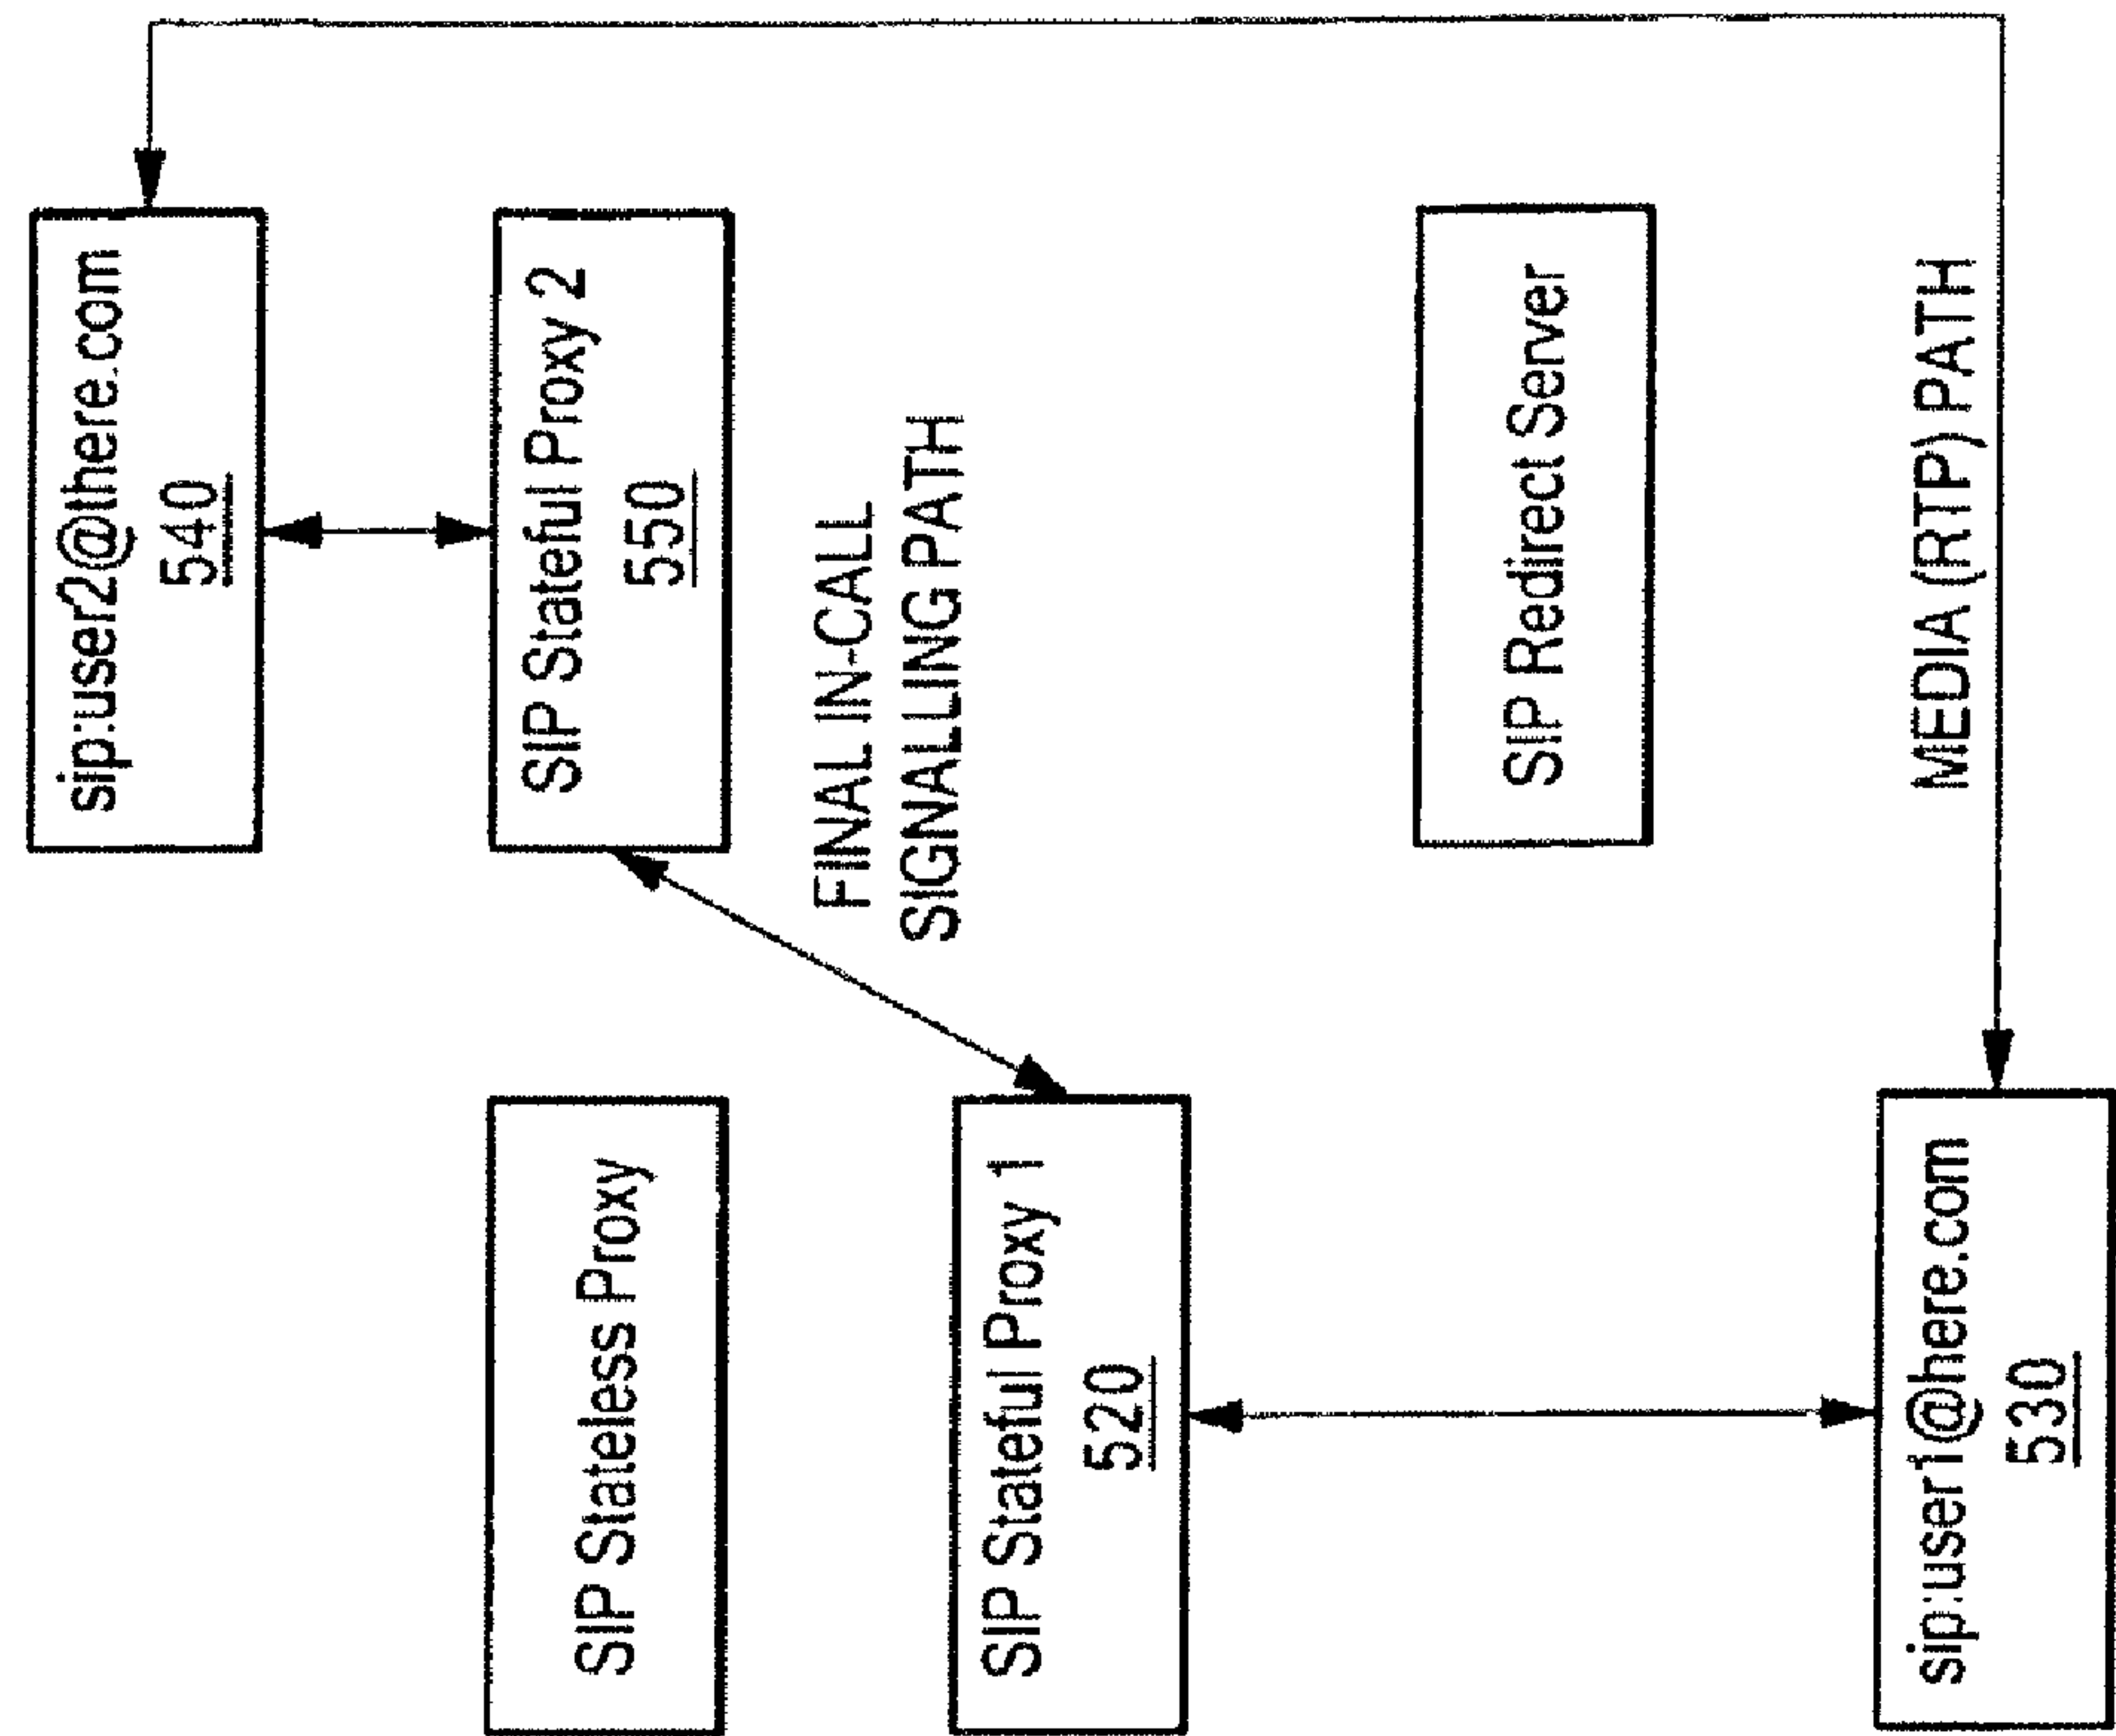 sip:user2@there.com
540
SIP Stateless Proxy
SIP Stateful Proxy 2
550
FINAL IN-CALL
SIGNALLING PATH
SIP Stateful Proxy 1
520
SIP Redirect Server
MEDIA (RTP) PATH
sip:user1@here.com
530